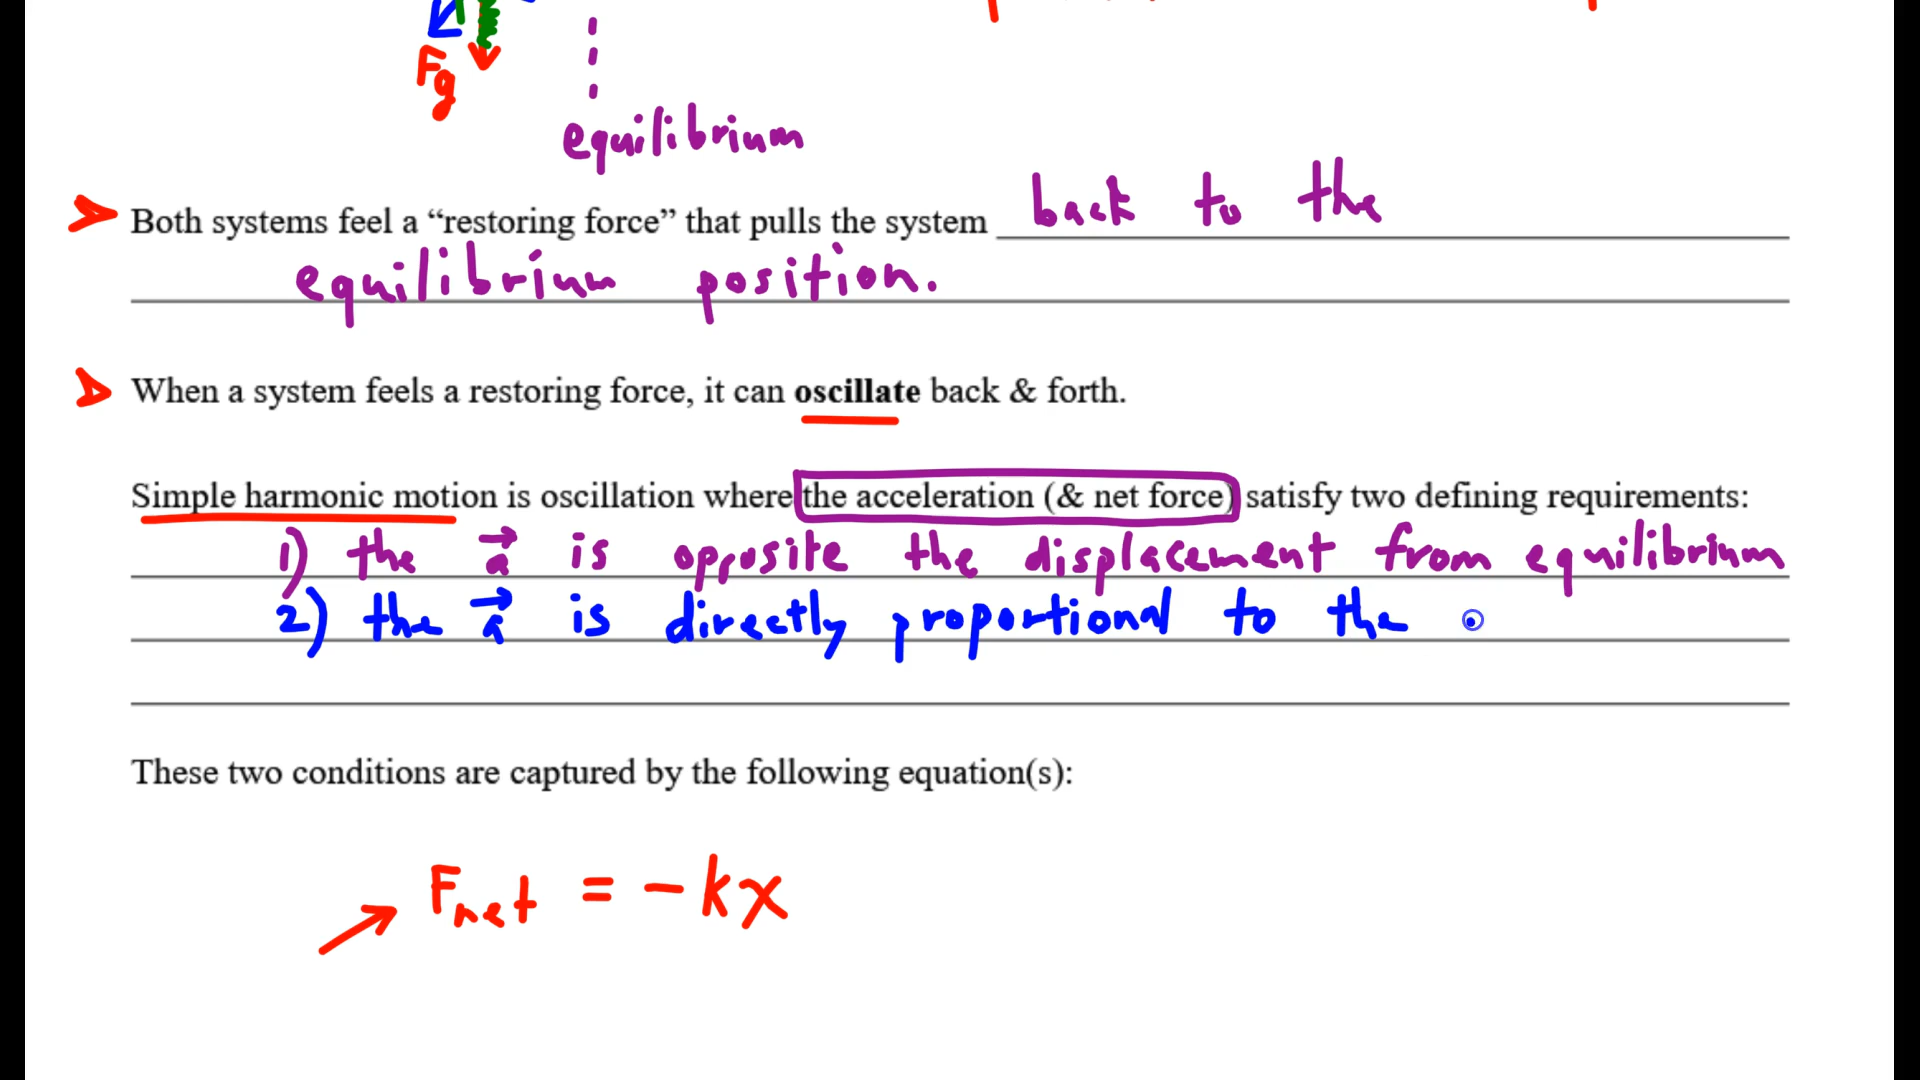 Fg
equilibrium
Both systems feel a “restoring force” that pulls the system back to the
equilibrium position.
When a system feels a restoring force, it can oscillate back & forth.
Simple harmonic motion is oscillation where the acceleration (& net force) satisfy two defining requirements:
1) the a⃗ is opposite the displacement from equilibrium
2) the a⃗ is directly proportional to the
These two conditions are captured by the following equation(s):
Fnet = -kx